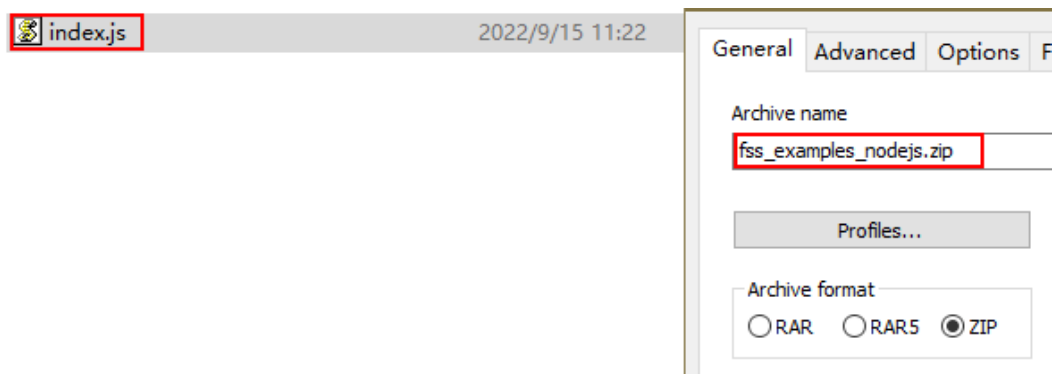 index.js 2022/9/15 11:22
General Advanced Options F
Archive name
fss_examples_nodejs.zip
Profiles...
Archive format
RAR RAR5 ZIP